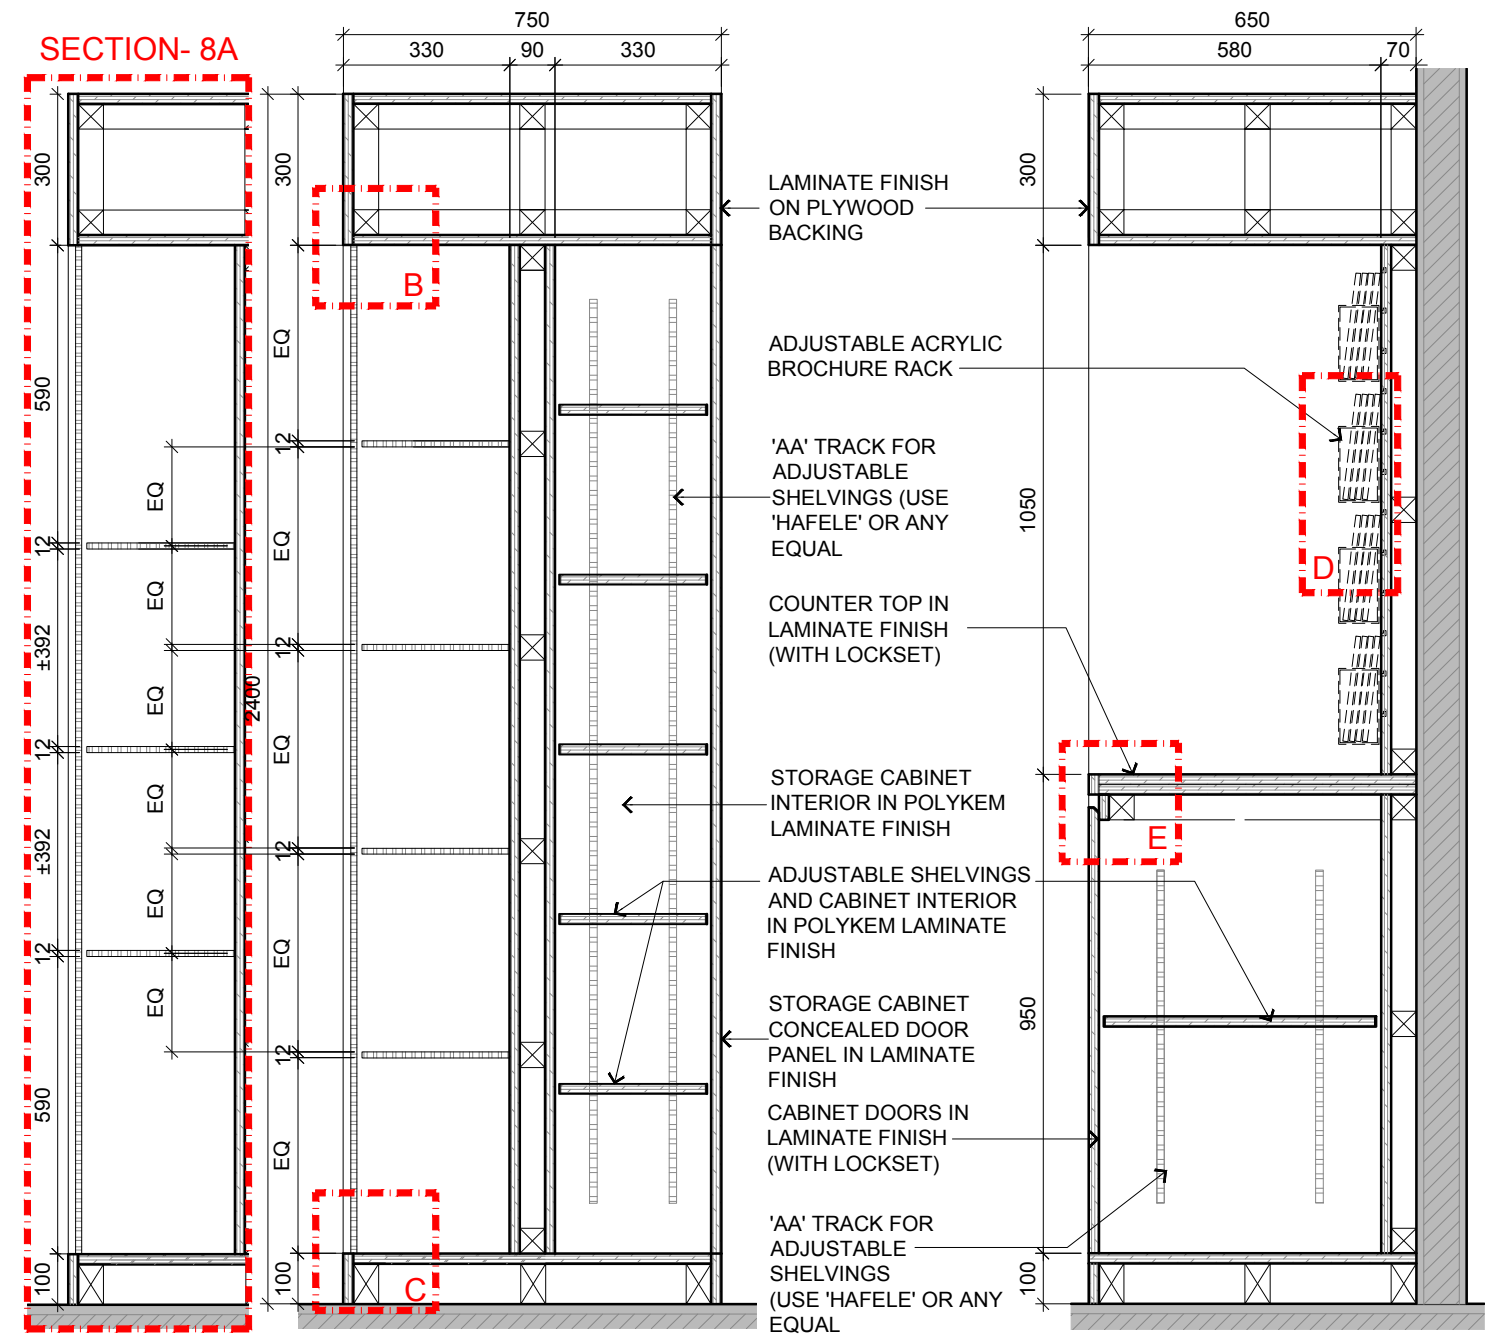 SECTION- 8A
750
330
90
330
650
580
70
300
590
12
±392
12
±392
12
590
100
EQ
EQ
EQ
EQ
EQ
EQ
2400
300
EQ
12
EQ
12
EQ
12
EQ
12
EQ
100
B
C
LAMINATE FINISH
ON PLYWOOD
BACKING
ADJUSTABLE ACRYLIC
BROCHURE RACK
'AA' TRACK FOR
ADJUSTABLE
SHELVINGS (USE
'HAFELE' OR ANY
EQUAL
COUNTER TOP IN
LAMINATE FINISH
(WITH LOCKSET)
STORAGE CABINET
INTERIOR IN POLYKEM
LAMINATE FINISH
ADJUSTABLE SHELVINGS
AND CABINET INTERIOR
IN POLYKEM LAMINATE
FINISH
STORAGE CABINET
CONCEALED DOOR
PANEL IN LAMINATE
FINISH
CABINET DOORS IN
LAMINATE FINISH
(WITH LOCKSET)
'AA' TRACK FOR
ADJUSTABLE
SHELVINGS
(USE 'HAFELE' OR ANY
EQUAL
300
1050
950
100
D
E